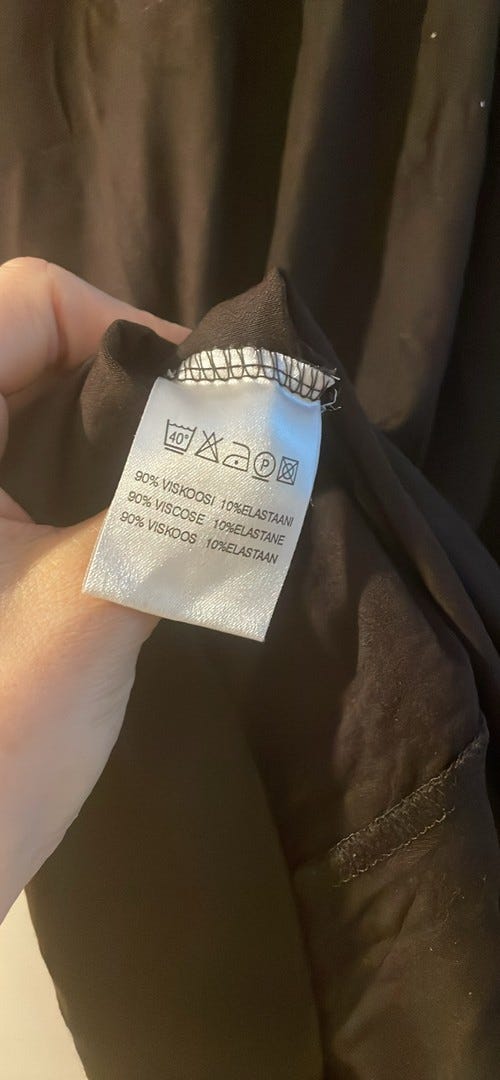 40° P
90% VISKOOSI 10%ELASTAANI
90% VISCOSE 10%ELASTANE
90% VISKOOS 10%ELASTAAN